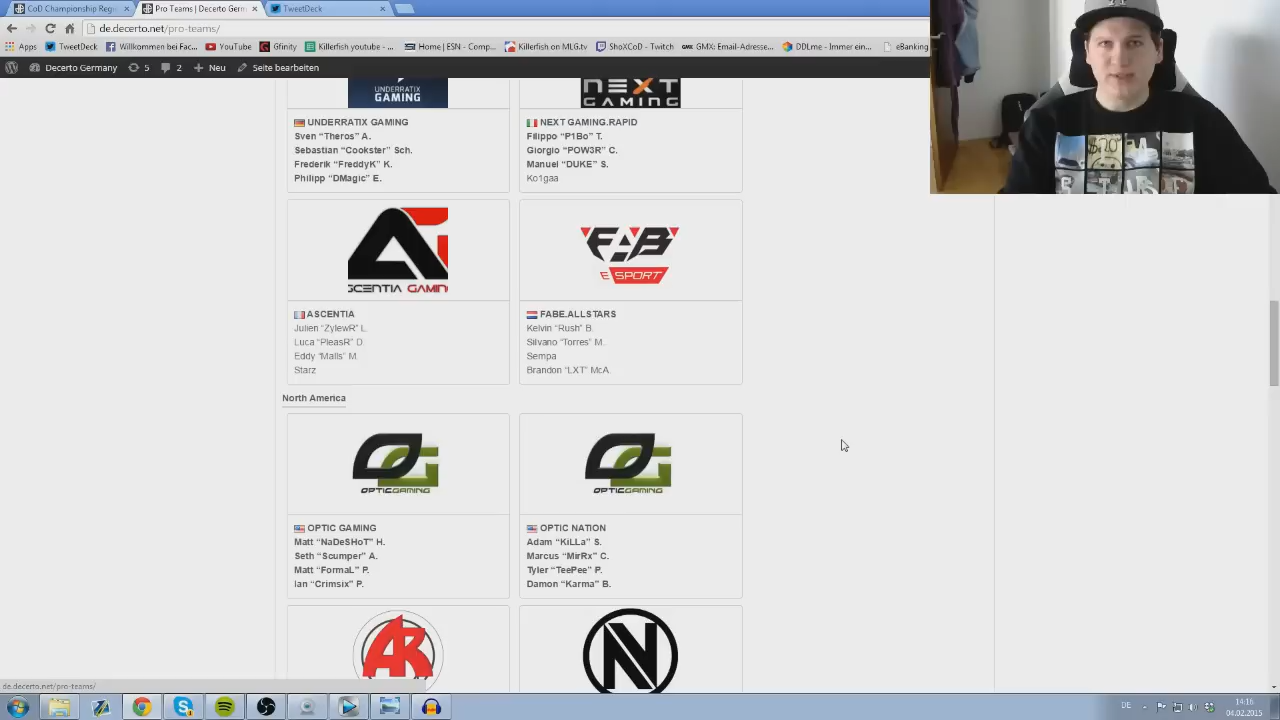 CoD Championship Regi
Pro Teams | Decerto Germ
TweetDeck
de.decerto.net/pro-teams/
Apps
TweetDeck
Willkommen bei Fac...
YouTube
Gfinity
Killerfish youtube - ...
Home | ESN - Comp...
Killerfish on MLG.tv
ShoXCoD - Twitch
GMX: Email-Adresse...
DDLme - Immer ein...
eBanking
Decerto Germany
5
2
Neu
Seite bearbeiten
UNDERRATIX
GAMING
NEXT
GAMING
UNDERRATIX GAMING
Sven “Theros” A.
Sebastian “Cookster” Sch.
Frederik “FreddyK” K.
Philipp “DMagic” E.
NEXT GAMING.RAPID
Filippo “P1Bo” T.
Giorgio “POW3R” C.
Manuel “DUKE” S.
Ko1gaa
SCENTIA GAMIN
FAB
ESPORT
ASCENTIA
Julien “ZylewR” L.
Luca “PleasR” D
Eddy “Malls” M.
Starz
FABE.ALLSTARS
Kelvin “Rush” B.
Silvano “Torres” M.
Sempa
Brandon “LXT” McA.
North America
OPTICGAMING
OPTICGAMING
OPTIC GAMING
Matt “NaDeSHoT” H.
Seth “Scumper” A.
Matt “FormaL” P.
Ian “Crimsix” P.
OPTIC NATION
Adam “KiLLa” S.
Marcus “MirRx” C.
Tyler “TeePee” P.
Damon “Karma” B.
AR
N
de.decerto.net/pro-teams/
DE
14:16
04.02.2015